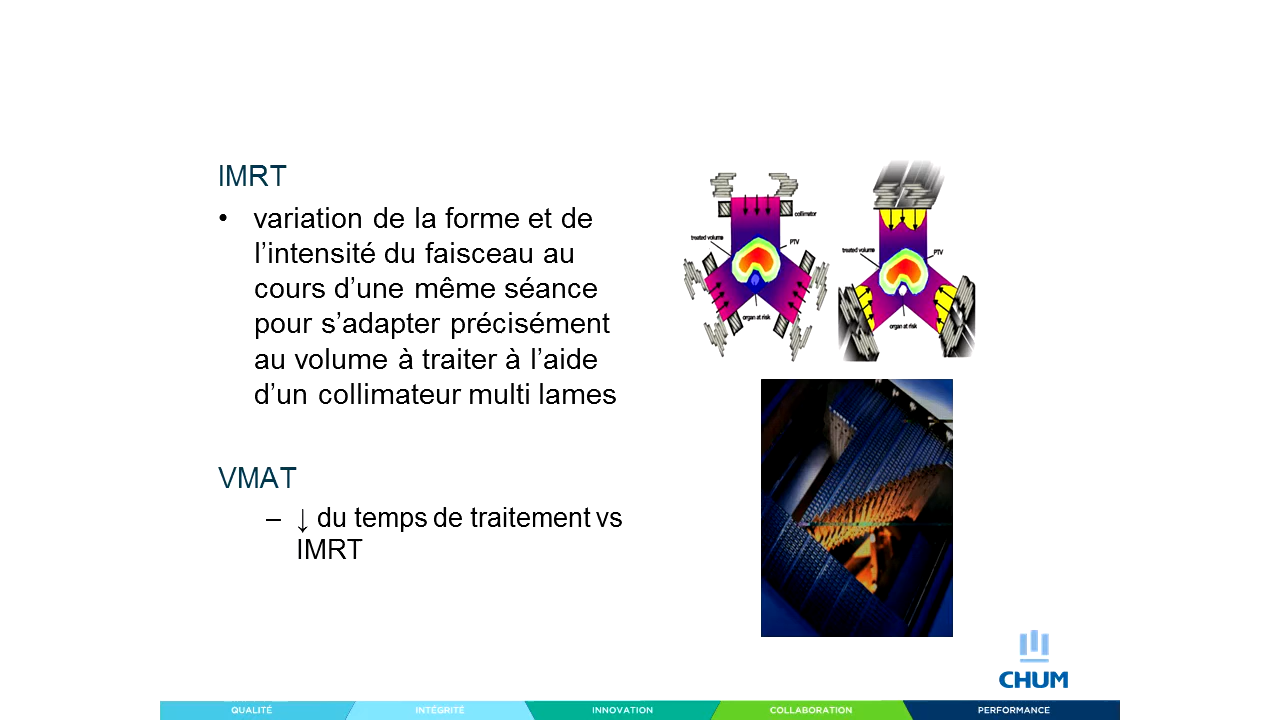 IMRT
• variation de la forme et de
l’intensité du faisceau au
cours d’une même séance
pour s’adapter précisément
au volume à traiter à l’aide
d’un collimateur multi lames
VMAT
– ↓ du temps de traitement vs
IMRT
collimator
treated volume
PTV
organ at risk
treated volume
PTV
organ at risk
CHUM
QUALITÉ
INTÉGRITÉ
INNOVATION
COLLABORATION
PERFORMANCE